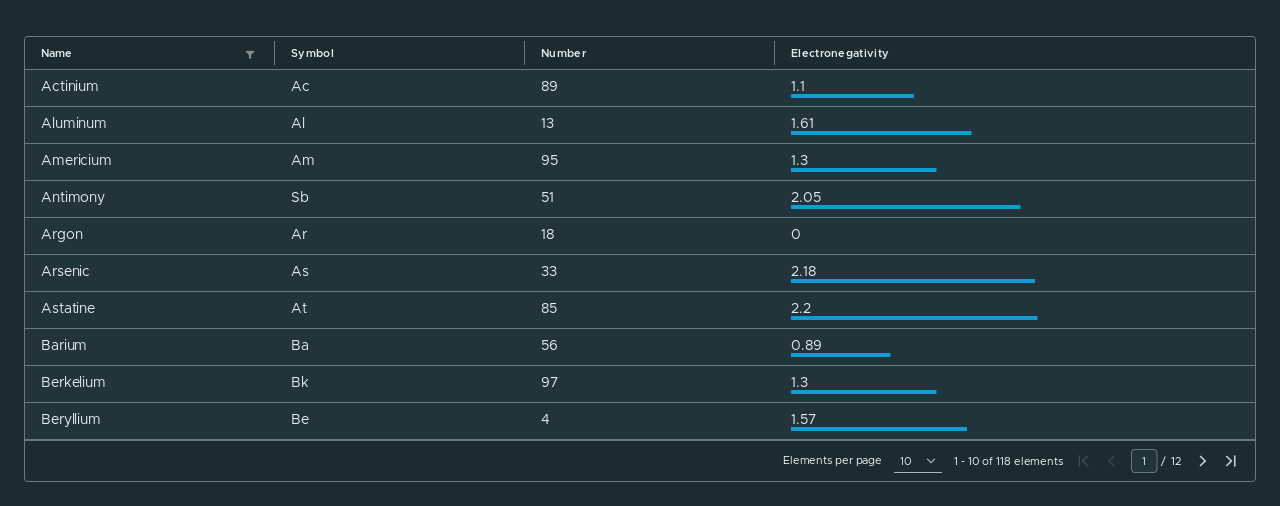 Name Symbol Number Electronegativity
Actinium Ac 89 1.1
Aluminum Al 13 1.61
Americium Am 95 1.3
Antimony Sb 51 2.05
Argon Ar 18 0
Arsenic As 33 2.18
Astatine At 85 2.2
Barium Ba 56 0.89
Berkelium Bk 97 1.3
Beryllium Be 4 1.57
Elements per page 10 1 - 10 of 118 elements 1 / 12